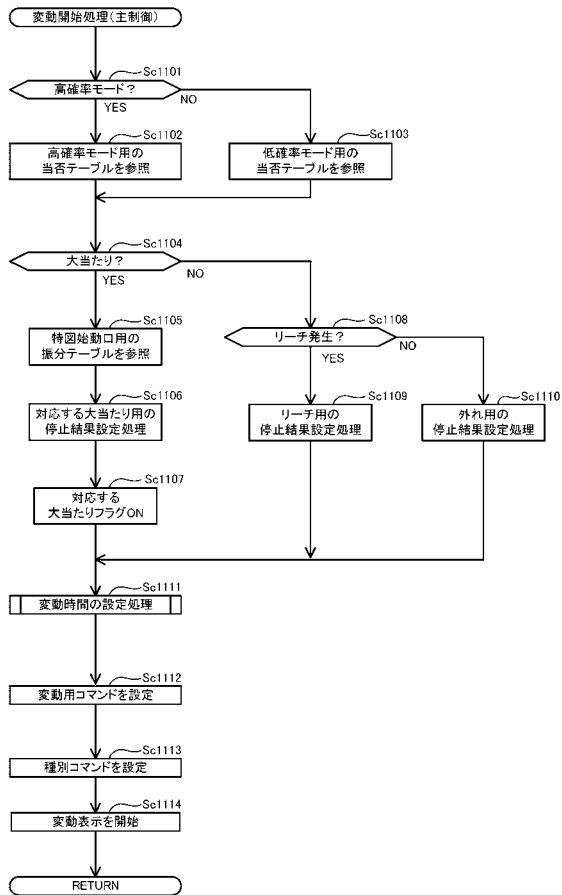 変動開始処理(主制御)
Sc1101
高確率モード?
YES
NO
Sc1102
高確率モード用の
当否テーブルを参照
Sc1103
低確率モード用の
当否テーブルを参照
Sc1104
大当たり?
YES
NO
Sc1105
特図始動口用の
振分テーブルを参照
Sc1108
リーチ発生?
YES
NO
Sc1106
対応する大当たり用の
停止結果設定処理
Sc1109
リーチ用の
停止結果設定処理
Sc1110
外れ用の
停止結果設定処理
Sc1107
対応する
大当たりフラグON
Sc1111
変動時間の設定処理
Sc1112
変動用コマンドを設定
Sc1113
種別コマンドを設定
Sc1114
変動表示を開始
RETURN